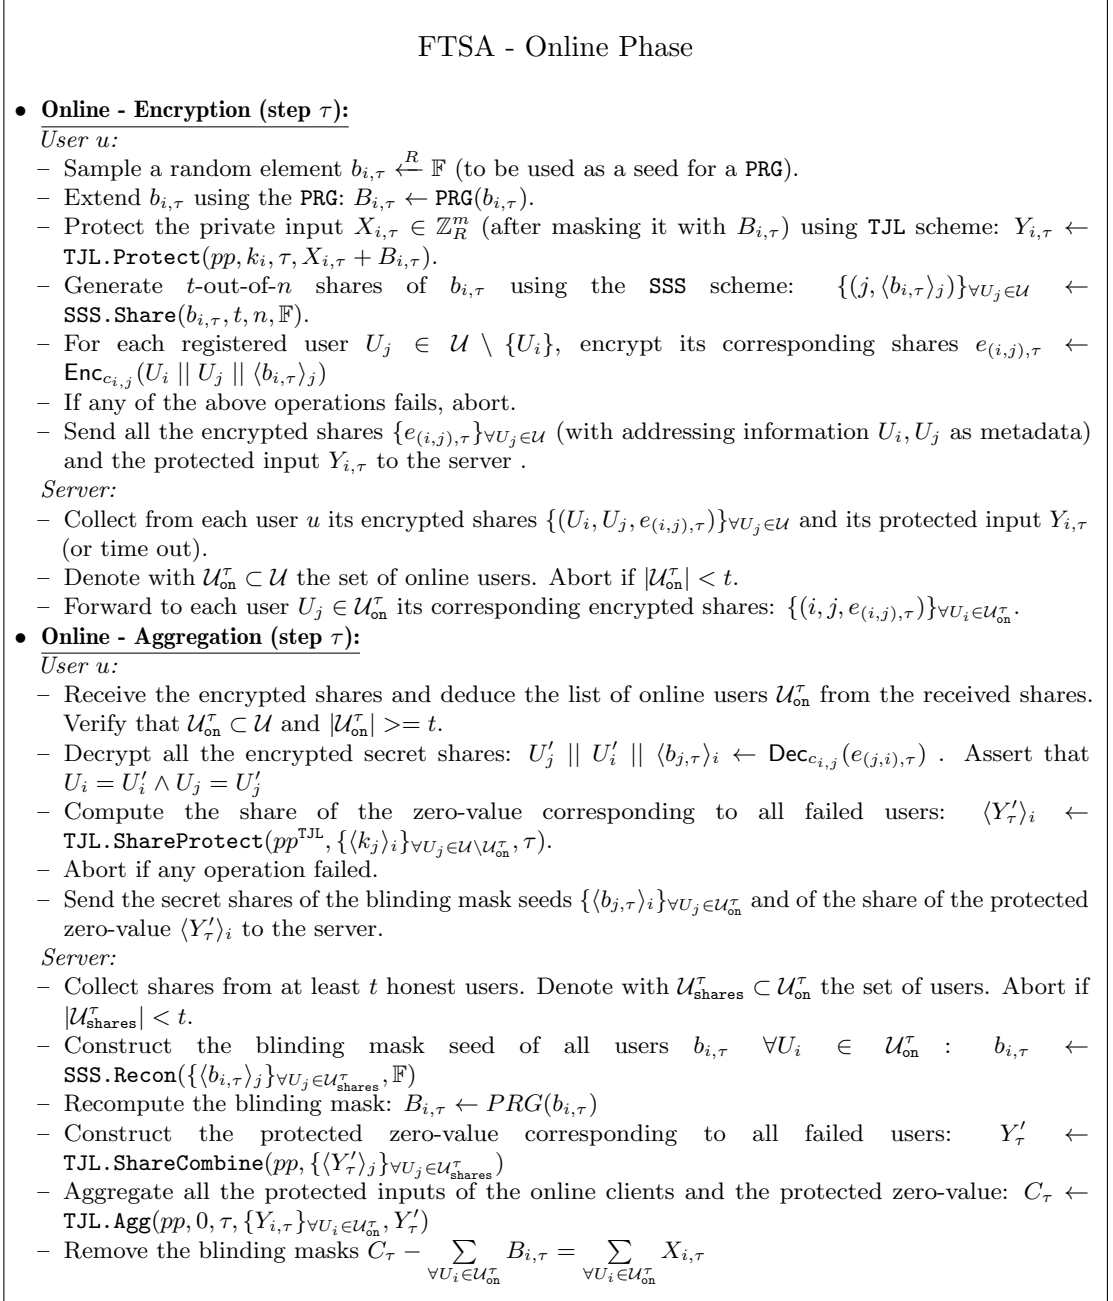 FTSA - Online Phase
• Online - Encryption (step τ):
User u:
– Sample a random element b_{i,τ} ←^R 𝔽 (to be used as a seed for a PRG).
– Extend b_{i,τ} using the PRG: B_{i,τ} ← PRG(b_{i,τ}).
– Protect the private input X_{i,τ} ∈ ℤ_R^m (after masking it with B_{i,τ}) using TJL scheme: Y_{i,τ} ←
TJL.Protect(pp, k_i, τ, X_{i,τ} + B_{i,τ}).
– Generate t-out-of-n shares of b_{i,τ} using the SSS scheme: {(j, ⟨b_{i,τ}⟩_j)}_{∀U_j∈𝒰} ←
SSS.Share(b_{i,τ}, t, n, 𝔽).
– For each registered user U_j ∈ 𝒰 \ {U_i}, encrypt its corresponding shares e_{(i,j),τ} ←
Enc_{c_{i,j}}(U_i || U_j || ⟨b_{i,τ}⟩_j)
– If any of the above operations fails, abort.
– Send all the encrypted shares {e_{(i,j),τ}}_{∀U_j∈𝒰} (with addressing information U_i, U_j as metadata)
and the protected input Y_{i,τ} to the server .
Server:
– Collect from each user u its encrypted shares {(U_i, U_j, e_{(i,j),τ})}_{∀U_j∈𝒰} and its protected input Y_{i,τ}
(or time out).
– Denote with 𝒰_on^τ ⊂ 𝒰 the set of online users. Abort if |𝒰_on^τ| < t.
– Forward to each user U_j ∈ 𝒰_on^τ its corresponding encrypted shares: {(i, j, e_{(i,j),τ})}_{∀U_i∈𝒰_on^τ}.
• Online - Aggregation (step τ):
User u:
– Receive the encrypted shares and deduce the list of online users 𝒰_on^τ from the received shares.
Verify that 𝒰_on^τ ⊂ 𝒰 and |𝒰_on^τ| >= t.
– Decrypt all the encrypted secret shares: U'_j || U'_i || ⟨b_{j,τ}⟩_i ← Dec_{c_{i,j}}(e_{(j,i),τ}) . Assert that
U_i = U'_i ∧ U_j = U'_j
– Compute the share of the zero-value corresponding to all failed users: ⟨Y'_τ⟩_i ←
TJL.ShareProtect(pp^{TJL}, {⟨k_j⟩_i}_{∀U_j∈𝒰\𝒰_on^τ}, τ).
– Abort if any operation failed.
– Send the secret shares of the blinding mask seeds {⟨b_{j,τ}⟩_i}_{∀U_j∈𝒰_on^τ} and of the share of the protected
zero-value ⟨Y'_τ⟩_i to the server.
Server:
– Collect shares from at least t honest users. Denote with 𝒰_shares^τ ⊂ 𝒰_on^τ the set of users. Abort if
|𝒰_shares^τ| < t.
– Construct the blinding mask seed of all users b_{i,τ} ∀U_i ∈ 𝒰_on^τ : b_{i,τ} ←
SSS.Recon({⟨b_{i,τ}⟩_j}_{∀U_j∈𝒰_shares^τ}, 𝔽)
– Recompute the blinding mask: B_{i,τ} ← PRG(b_{i,τ})
– Construct the protected zero-value corresponding to all failed users: Y'_τ ←
TJL.ShareCombine(pp, {⟨Y'_τ⟩_j}_{∀U_j∈𝒰_shares^τ})
– Aggregate all the protected inputs of the online clients and the protected zero-value: C_τ ←
TJL.Agg(pp, 0, τ, {Y_{i,τ}}_{∀U_i∈𝒰_on^τ}, Y'_τ)
– Remove the blinding masks C_τ − ∑_{∀U_i∈𝒰_on^τ} B_{i,τ} = ∑_{∀U_i∈𝒰_on^τ} X_{i,τ}